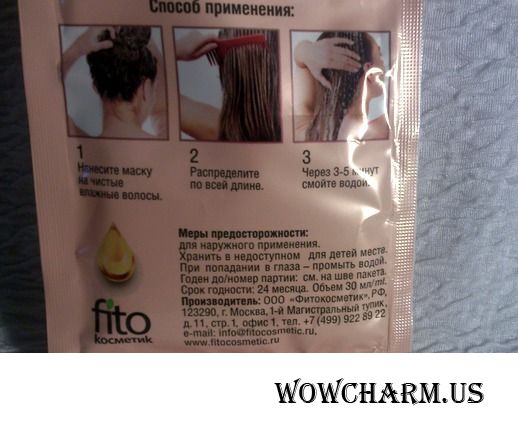 Способ применения:
1
Нанесите маску
на чистые
влажные волосы.
2
Распределите
по всей длине.
3
Через 3-5 минут
смойте водой.
Меры предосторожности:
для наружного применения.
Хранить в недоступном для детей месте.
При попадании в глаза – промыть водой.
Годен до/номер партии: см. на шве пакета.
Срок годности: 24 месяца. Объем 30 мл/ml.
Производитель: ООО «Фитокосметик», РФ,
123290, г. Москва, 1-й Магистральный тупик,
д. 11, стр. 1, офис 1, тел. +7 (499) 922 89 22
e-mail: info@fitocosmetic.ru,
www.fitocosmetic.ru
fito
косметик
WOWCHARM.US